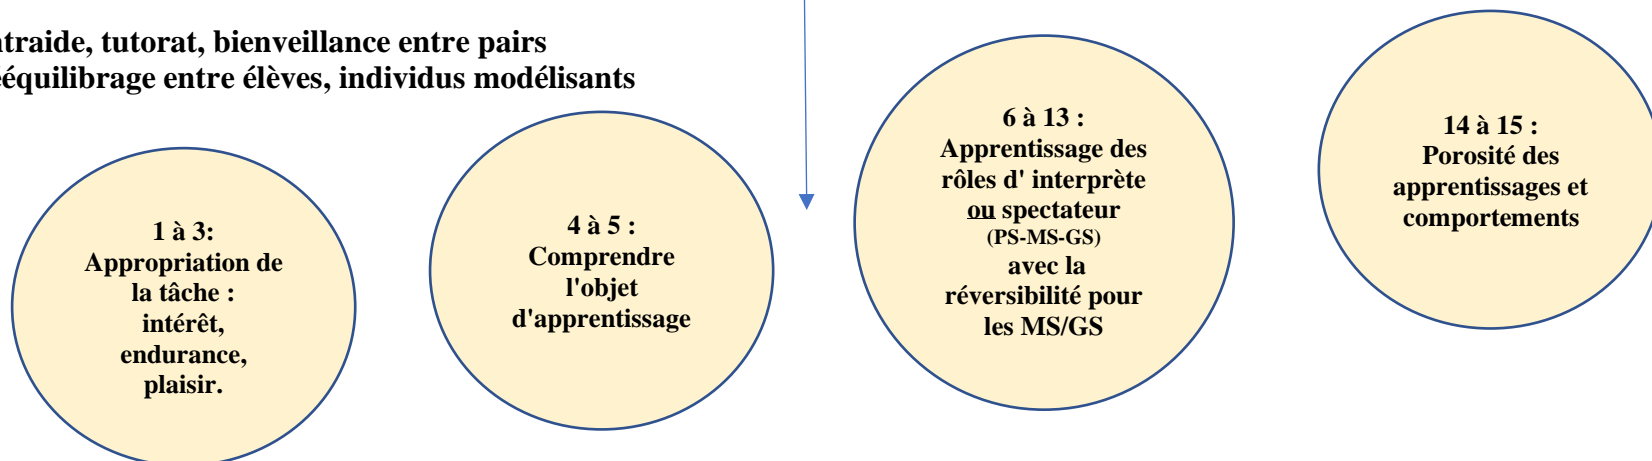 traide, tutorat, bienveillance entre pairs
équilibrage entre élèves, individus modélisants
1 à 3:
Appropriation de
la tâche :
intérêt,
endurance,
plaisir.
4 à 5 :
Comprendre
l'objet
d'apprentissage
6 à 13 :
Apprentissage des
rôles d' interprète
ou spectateur
(PS-MS-GS)
avec la
réversibilité pour
les MS/GS
14 à 15 :
Porosité des
apprentissages et
comportements